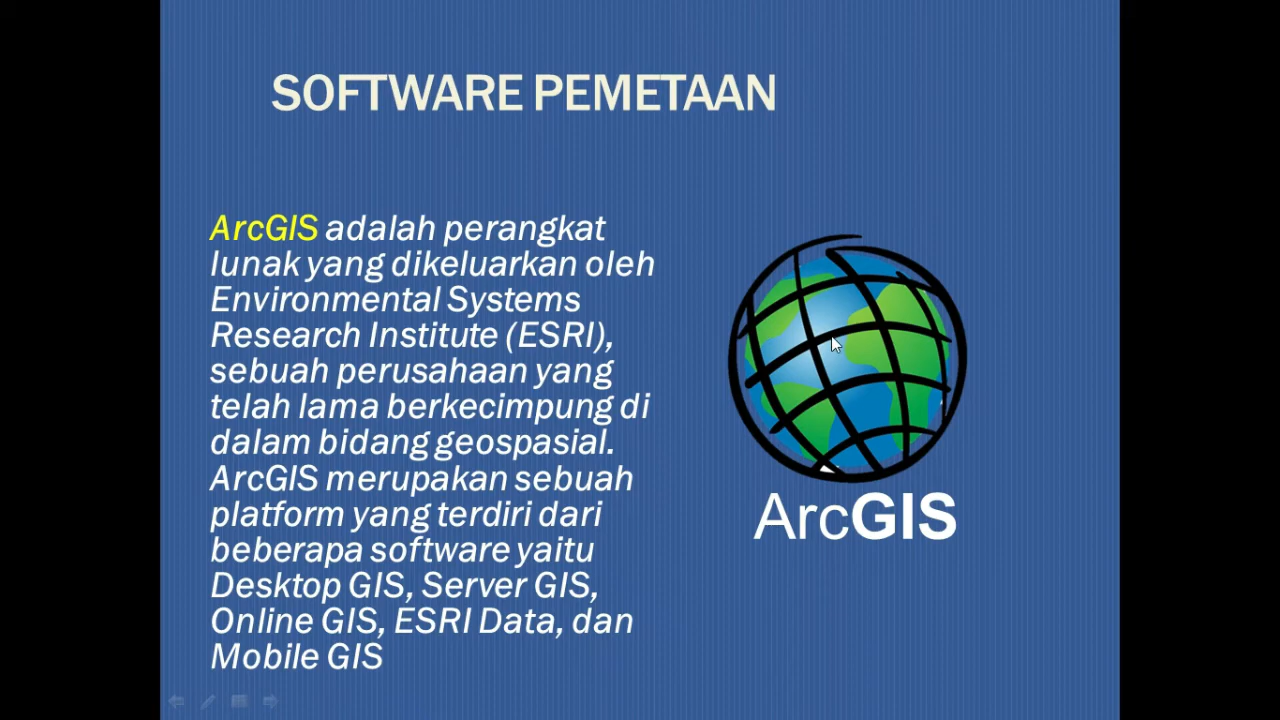 SOFTWARE PEMETAAN
ArcGIS adalah perangkat
lunak yang dikeluarkan oleh
Environmental Systems
Research Institute (ESRI),
sebuah perusahaan yang
telah lama berkecimpung di
dalam bidang geospasial.
ArcGIS merupakan sebuah
platform yang terdiri dari
beberapa software yaitu
Desktop GIS, Server GIS,
Online GIS, ESRI Data, dan
Mobile GIS
ArcGIS